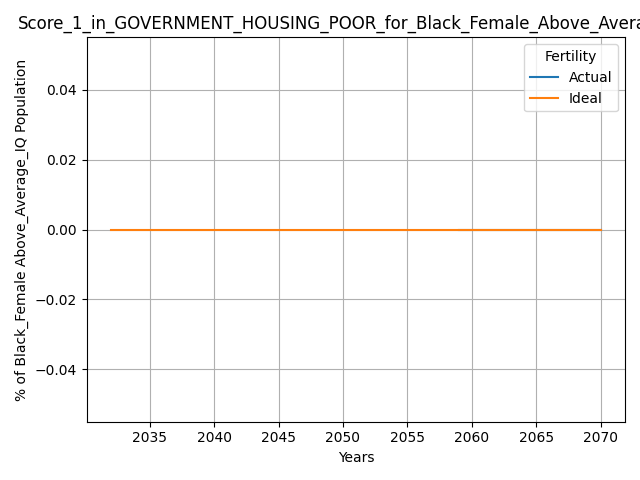 Score_1_in_GOVERNMENT_HOUSING_POOR_for_Black_Female_Above_Avera
Fertility
Actual
Ideal
% of Black_Female Above_Average_IQ Population
0.04
0.02
0.00
−0.02
−0.04
2035 2040 2045 2050 2055 2060 2065 2070
Years